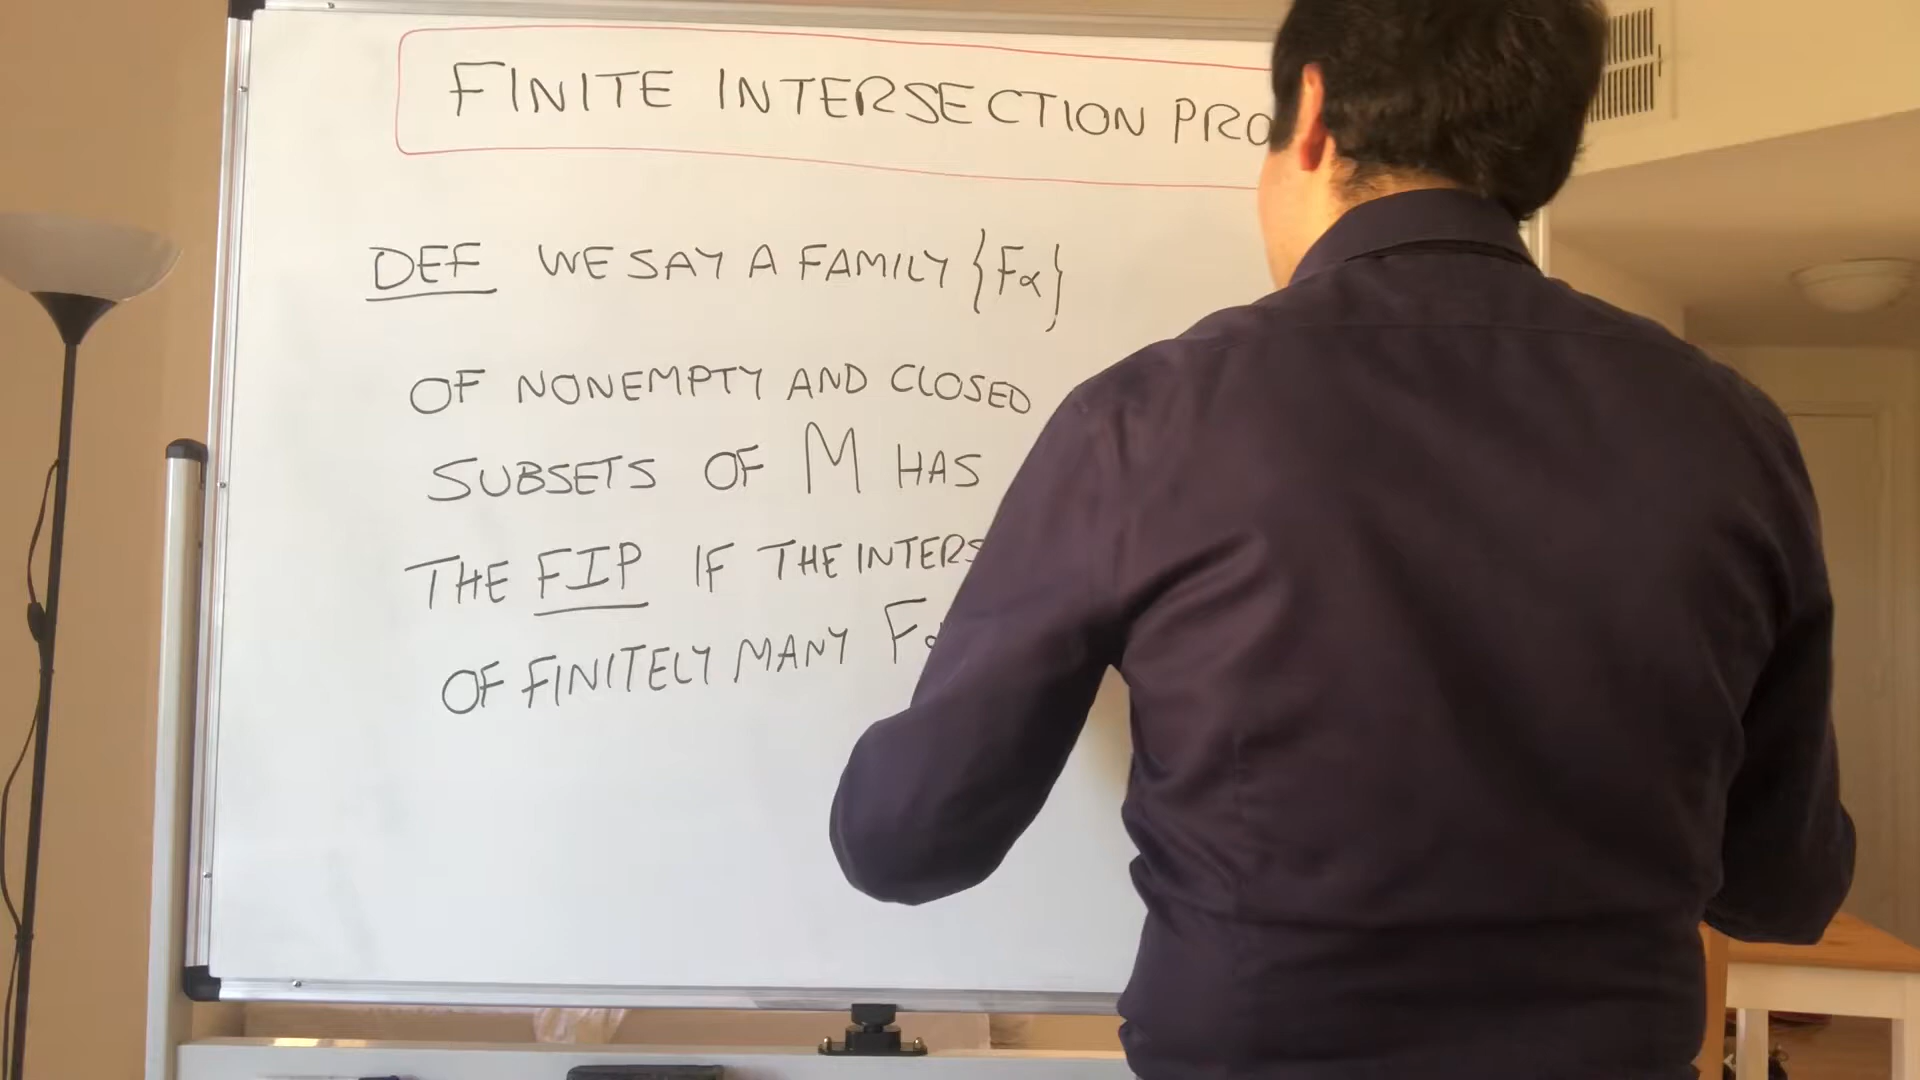 FINITE INTERSECTION PRO
DEF WE SAY A FAMILY {Fα}
OF NONEMPTY AND CLOSED
SUBSETS OF M HAS
THE FIP IF THE INTERS
OF FINITELY MANY Fα